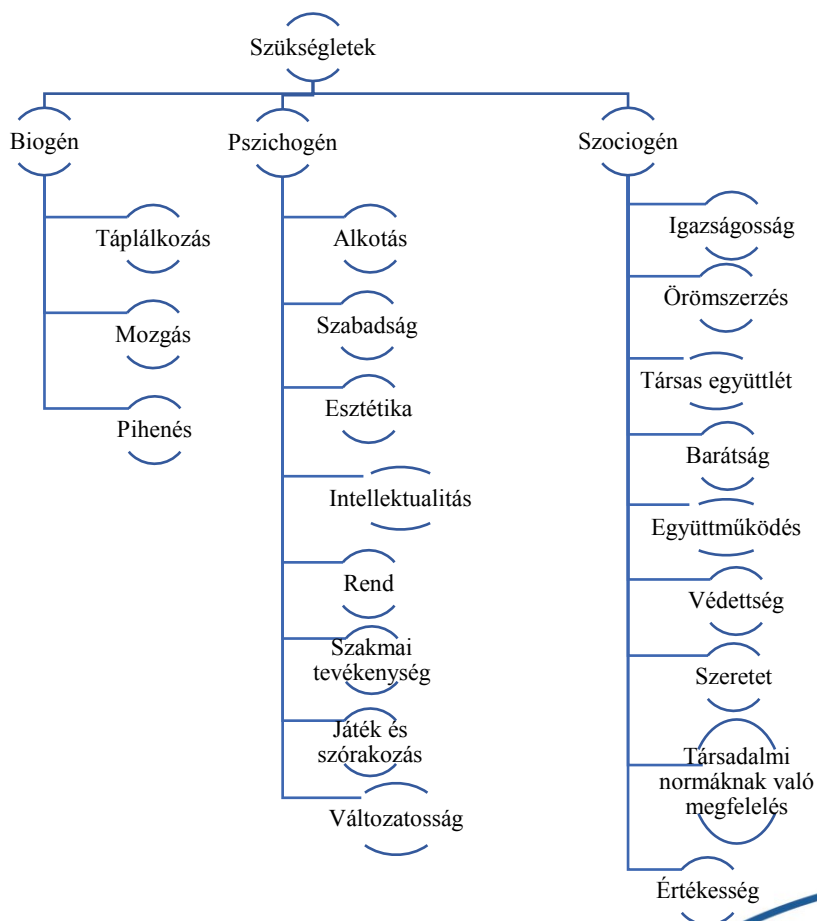 Szükségletek
Biogén
Táplálkozás
Mozgás
Pihenés
Pszichogén
Alkotás
Szabadság
Esztétika
Intellektualitás
Rend
Szakmai
tevékenység
Játék és
szórakozás
Változatosság
Szociogén
Igazságosság
Örömszerzés
Társas együttlét
Barátság
Együttműködés
Védettség
Szeretet
Társadalmi
normáknak való
megfelelés
Értékesség